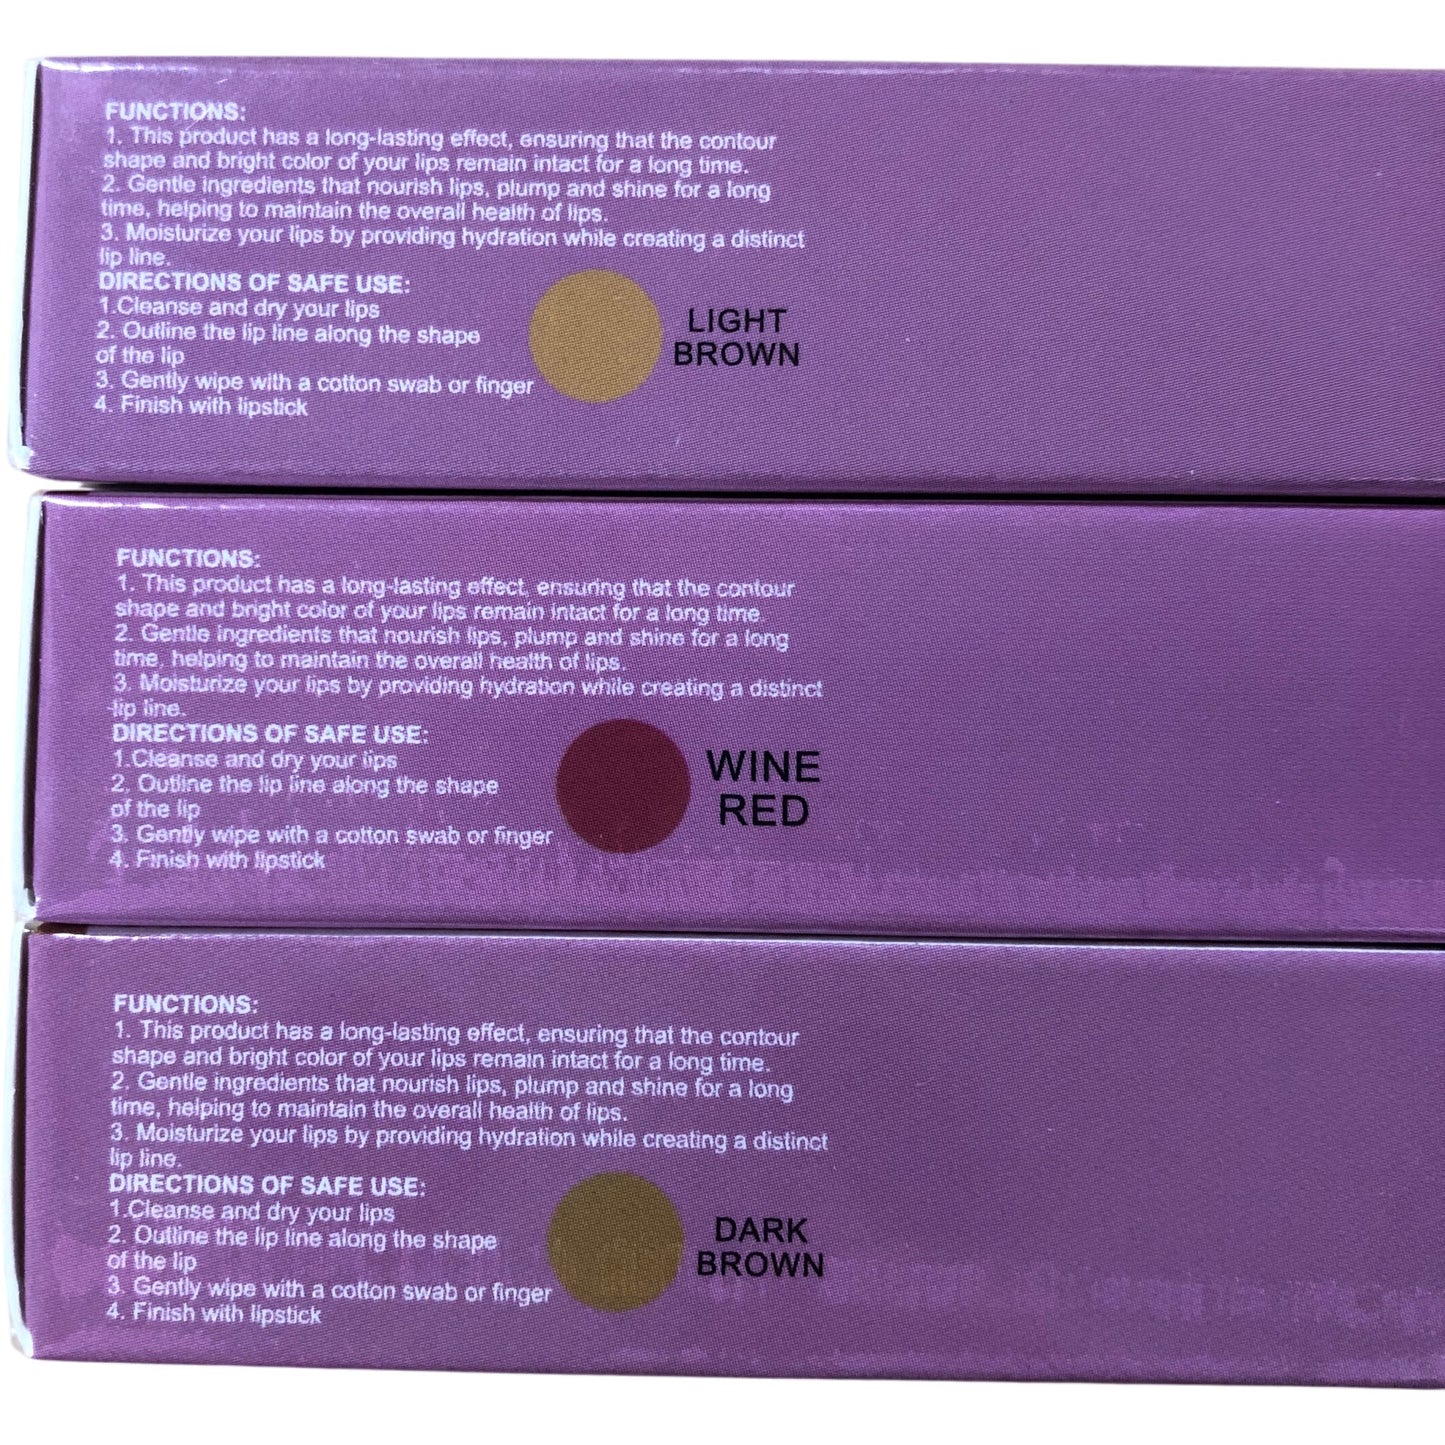 FUNCTIONS:
1. This product has a long-lasting effect, ensuring that the contour
shape and bright color of your lips remain intact for a long time.
2. Gentle ingredients that nourish lips, plump and shine for a long
time, helping to maintain the overall health of lips.
3. Moisturize your lips by providing hydration while creating a distinct
lip line.
DIRECTIONS OF SAFE USE:
1.Cleanse and dry your lips
2. Outline the lip line along the shape
of the lip
3. Gently wipe with a cotton swab or finger
4. Finish with lipstick
LIGHT
BROWN
FUNCTIONS:
1. This product has a long-lasting effect, ensuring that the contour
shape and bright color of your lips remain intact for a long time.
2. Gentle ingredients that nourish lips, plump and shine for a long
time, helping to maintain the overall health of lips.
3. Moisturize your lips by providing hydration while creating a distinct
lip line.
DIRECTIONS OF SAFE USE:
1.Cleanse and dry your lips
2. Outline the lip line along the shape
of the lip
3. Gently wipe with a cotton swab or finger
4. Finish with lipstick
WINE
RED
FUNCTIONS:
1. This product has a long-lasting effect, ensuring that the contour
shape and bright color of your lips remain intact for a long time.
2. Gentle ingredients that nourish lips, plump and shine for a long
time, helping to maintain the overall health of lips.
3. Moisturize your lips by providing hydration while creating a distinct
lip line.
DIRECTIONS OF SAFE USE:
1.Cleanse and dry your lips
2. Outline the lip line along the shape
of the lip
3. Gently wipe with a cotton swab or finger
4. Finish with lipstick
DARK
BROWN